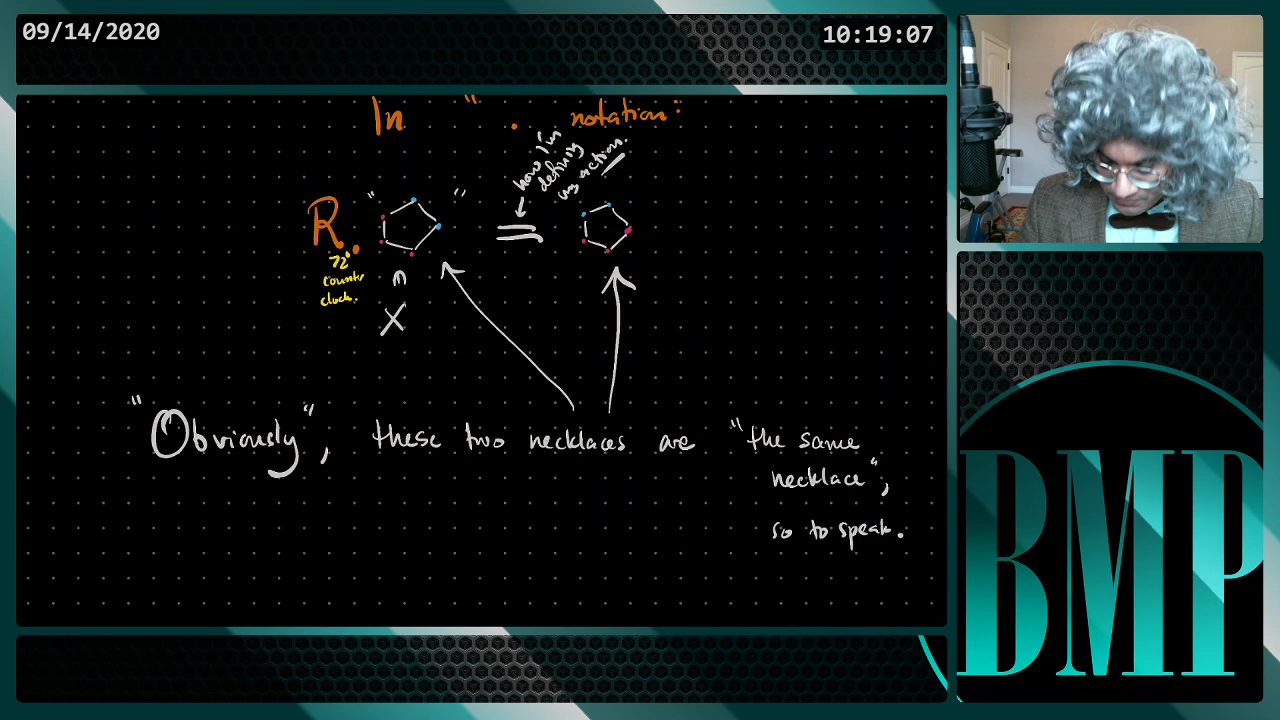 09/14/2020
10:19:07
In " . notation:
how I'm
defining
my action.
R. " " =
72°
counter
clock.
X
"Obviously", these two necklaces are "the same
necklace",
so to speak.
BMP